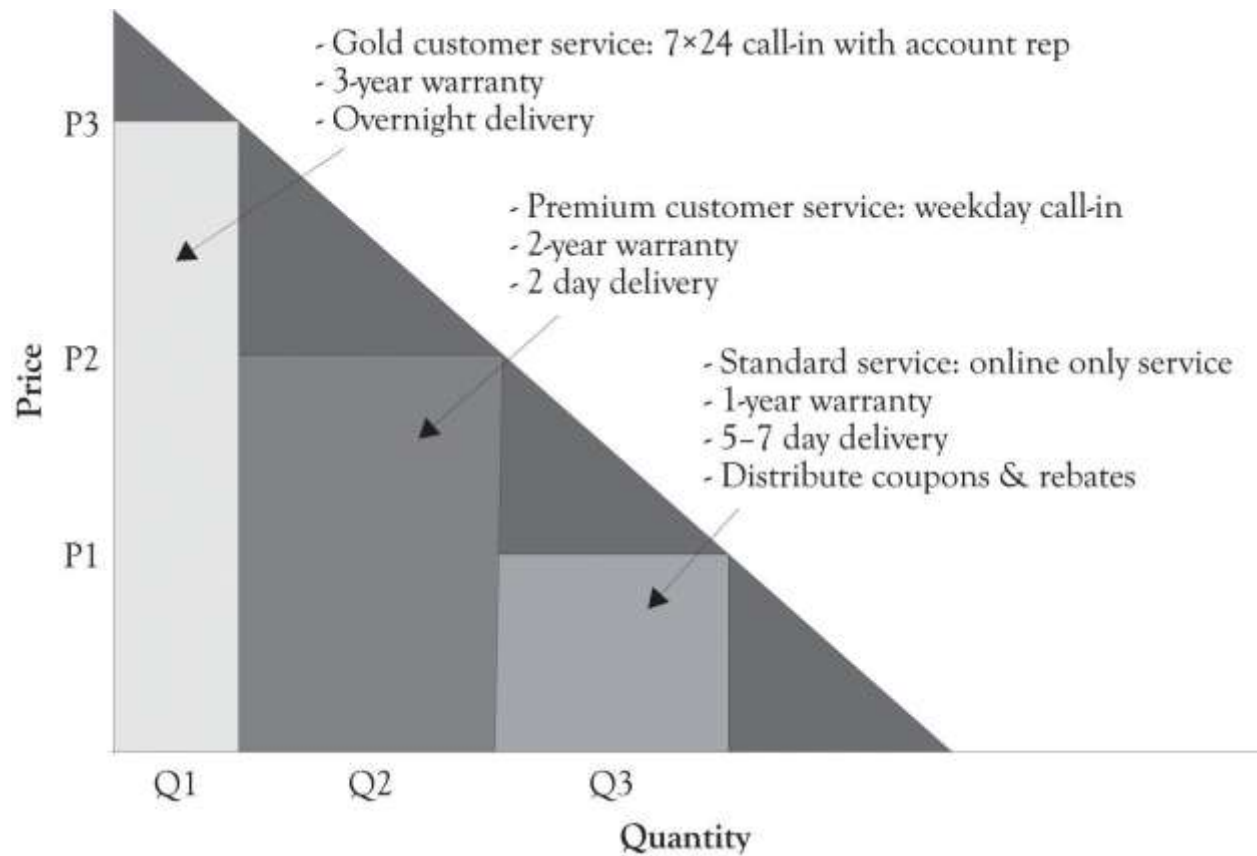 - Gold customer service: 7×24 call-in with account rep
- 3-year warranty
- Overnight delivery
P3
- Premium customer service: weekday call-in
- 2-year warranty
- 2 day delivery
P2
- Standard service: online only service
- 1-year warranty
- 5–7 day delivery
- Distribute coupons & rebates
Price
P1
Q1 Q2 Q3
Quantity